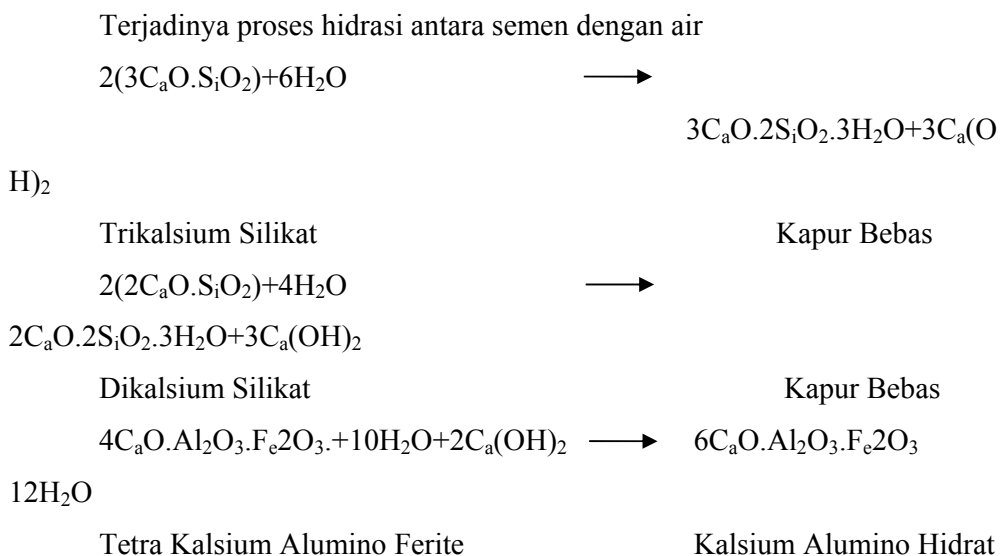 Terjadinya proses hidrasi antara semen dengan air
2(3CₐO.SᵢO₂)+6H₂O ⟶
3CₐO.2SᵢO₂.3H₂O+3Cₐ(O
H)₂
Trikalsium Silikat Kapur Bebas
2(2CₐO.SᵢO₂)+4H₂O ⟶
2CₐO.2SᵢO₂.3H₂O+3Cₐ(OH)₂
Dikalsium Silikat Kapur Bebas
4CₐO.Al₂O₃.Fₑ2O₃.+10H₂O+2Cₐ(OH)₂ ⟶ 6CₐO.Al₂O₃.Fₑ2O₃
12H₂O
Tetra Kalsium Alumino Ferite Kalsium Alumino Hidrat